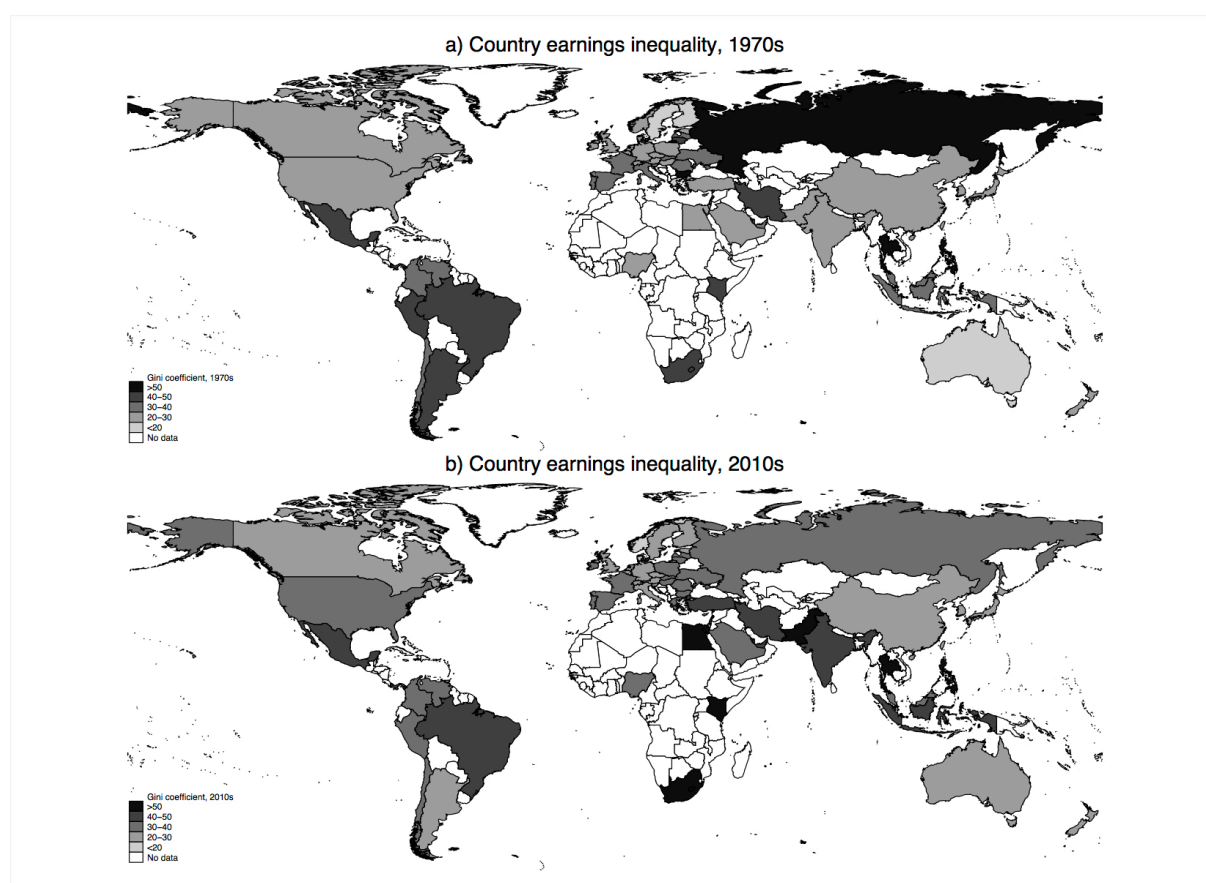 a) Country earnings inequality, 1970s
Gini coefficient, 1970s
>50
40–50
30–40
20–30
<20
No data
b) Country earnings inequality, 2010s
Gini coefficient, 2010s
>50
40–50
30–40
20–30
<20
No data